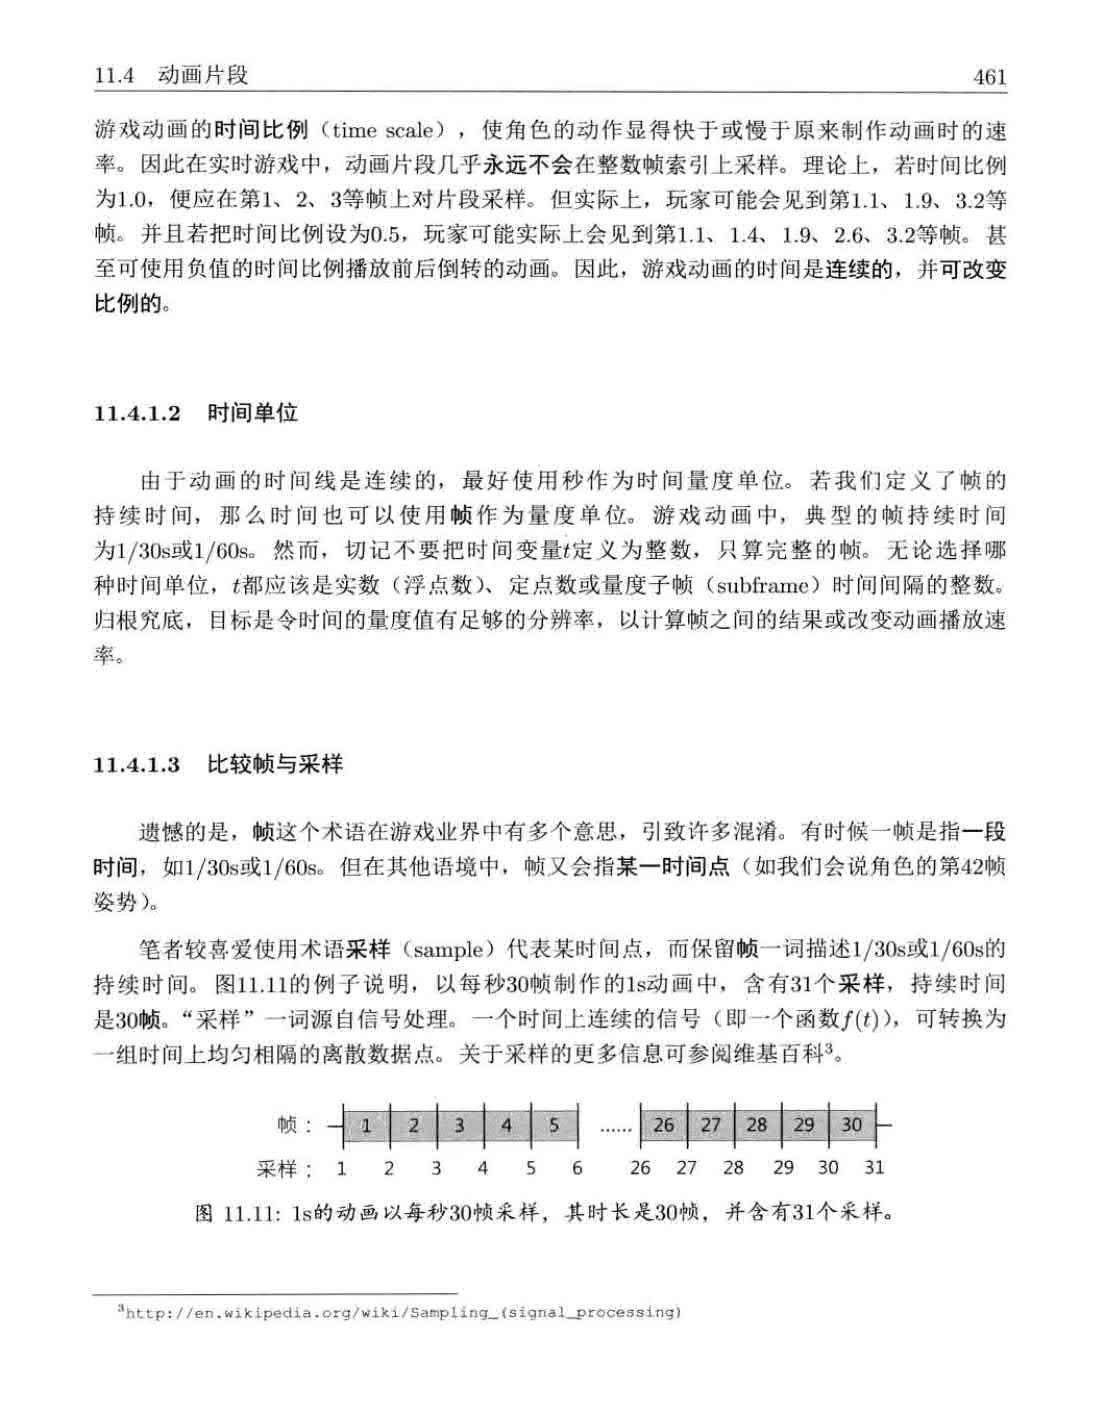 11.4 动画片段 461
游戏动画的时间比例（time scale），使角色的动作显得快于或慢于原来制作动画时的速
率。因此在实时游戏中，动画片段几乎永远不会在整数帧索引上采样。理论上，若时间比例
为1.0，便应在第1、2、3等帧上对片段采样。但实际上，玩家可能会见到第1.1、1.9、3.2等
帧。并且若把时间比例设为0.5，玩家可能实际上会见到第1.1、1.4、1.9、2.6、3.2等帧。甚
至可使用负值的时间比例播放前后倒转的动画。因此，游戏动画的时间是连续的，并可改变
比例的。
11.4.1.2 时间单位
由于动画的时间线是连续的，最好使用秒作为时间量度单位。若我们定义了帧的
持续时间，那么时间也可以使用帧作为量度单位。游戏动画中，典型的帧持续时间
为1/30s或1/60s。然而，切记不要把时间变量t定义为整数，只算完整的帧。无论选择哪
种时间单位，t都应该是实数（浮点数）、定点数或量度子帧（subframe）时间间隔的整数。
归根究底，目标是令时间的量度值有足够的分辨率，以计算帧之间的结果或改变动画播放速
率。
11.4.1.3 比较帧与采样
遗憾的是，帧这个术语在游戏业界中有多个意思，引致许多混淆。有时候一帧是指一段
时间，如1/30s或1/60s。但在其他语境中，帧又会指某一时间点（如我们会说角色的第42帧
姿势）。
笔者较喜爱使用术语采样（sample）代表某时间点，而保留帧一词描述1/30s或1/60s的
持续时间。图11.11的例子说明，以每秒30帧制作的1s动画中，含有31个采样，持续时间
是30帧。“采样”一词源自信号处理。一个时间上连续的信号（即一个函数f(t)），可转换为
一组时间上均匀相隔的离散数据点。关于采样的更多信息可参阅维基百科³。
帧： 1 2 3 4 5 …… 26 27 28 29 30
采样： 1 2 3 4 5 6 26 27 28 29 30 31
图 11.11: 1s的动画以每秒30帧采样，其时长是30帧，并含有31个采样。
³http://en.wikipedia.org/wiki/Sampling_(signal_processing)